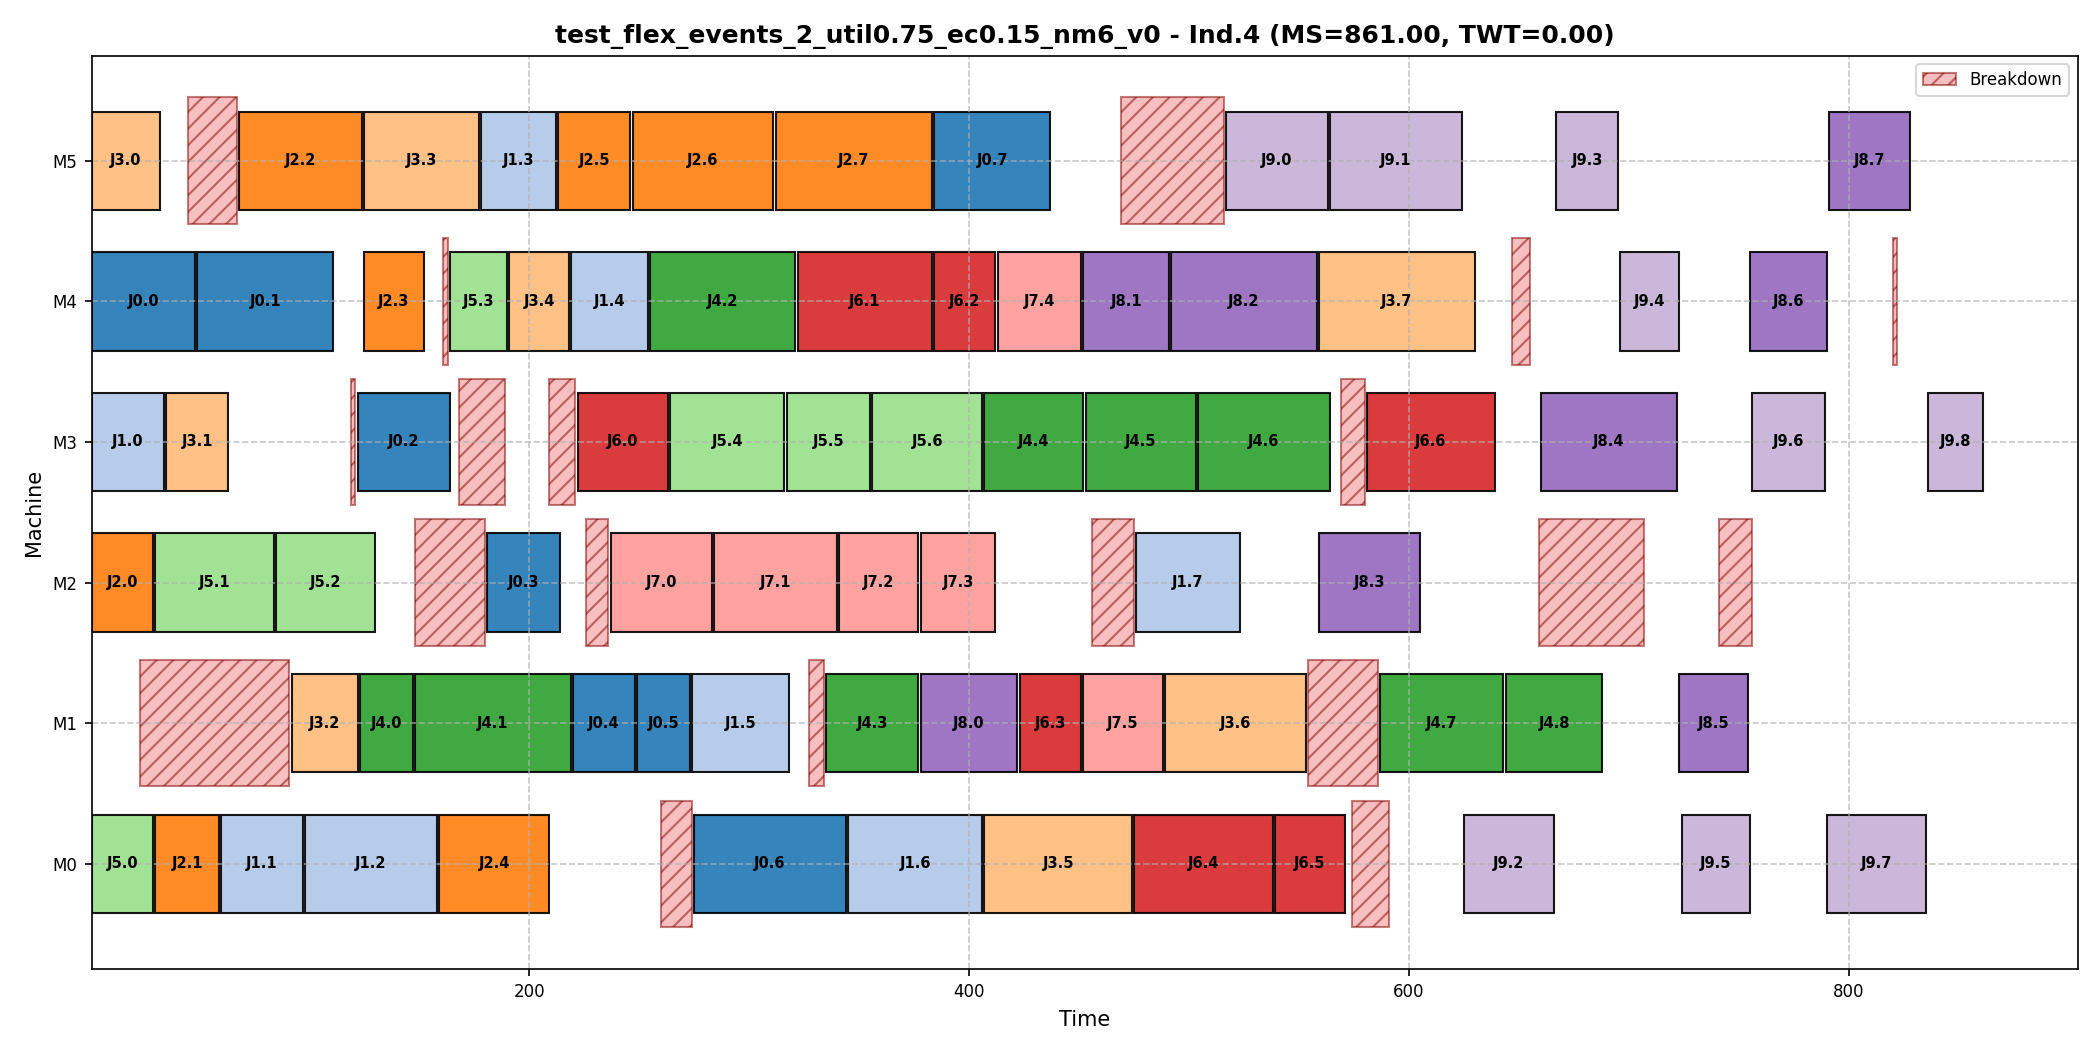 test_flex_events_2_util0.75_ec0.15_nm6_v0 - Ind.4 (MS=861.00, TWT=0.00)
Breakdown
M5 J3.0 J2.2 J3.3 J1.3 J2.5 J2.6 J2.7 J0.7 J9.0 J9.1 J9.3 J8.7
M4 J0.0 J0.1 J2.3 J5.3 J3.4 J1.4 J4.2 J6.1 J6.2 J7.4 J8.1 J8.2 J3.7 J9.4 J8.6
M3 J1.0 J3.1 J0.2 J6.0 J5.4 J5.5 J5.6 J4.4 J4.5 J4.6 J6.6 J8.4 J9.6 J9.8
Machine
M2 J2.0 J5.1 J5.2 J0.3 J7.0 J7.1 J7.2 J7.3 J1.7 J8.3
M1 J3.2 J4.0 J4.1 J0.4 J0.5 J1.5 J4.3 J8.0 J6.3 J7.5 J3.6 J4.7 J4.8 J8.5
M0 J5.0 J2.1 J1.1 J1.2 J2.4 J0.6 J1.6 J3.5 J6.4 J6.5 J9.2 J9.5 J9.7
200 400 600 800
Time